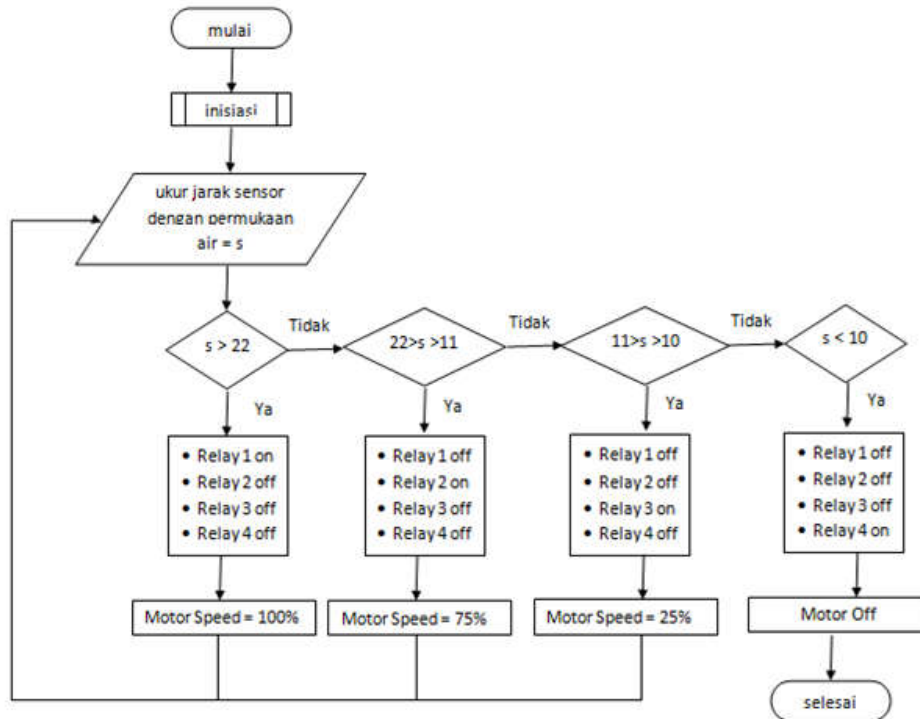 mulai
inisiasi
ukur jarak sensor
dengan permukaan
air = s
s > 22
Tidak
22>s >11
Tidak
11>s >10
Tidak
s < 10
Ya
Ya
Ya
Ya
• Relay 1 on
• Relay 2 off
• Relay 3 off
• Relay 4 off
• Relay 1 off
• Relay 2 on
• Relay 3 off
• Relay 4 off
• Relay 1 off
• Relay 2 off
• Relay 3 on
• Relay 4 off
• Relay 1 off
• Relay 2 off
• Relay 3 off
• Relay 4 on
Motor Speed = 100%
Motor Speed = 75%
Motor Speed = 25%
Motor Off
selesai